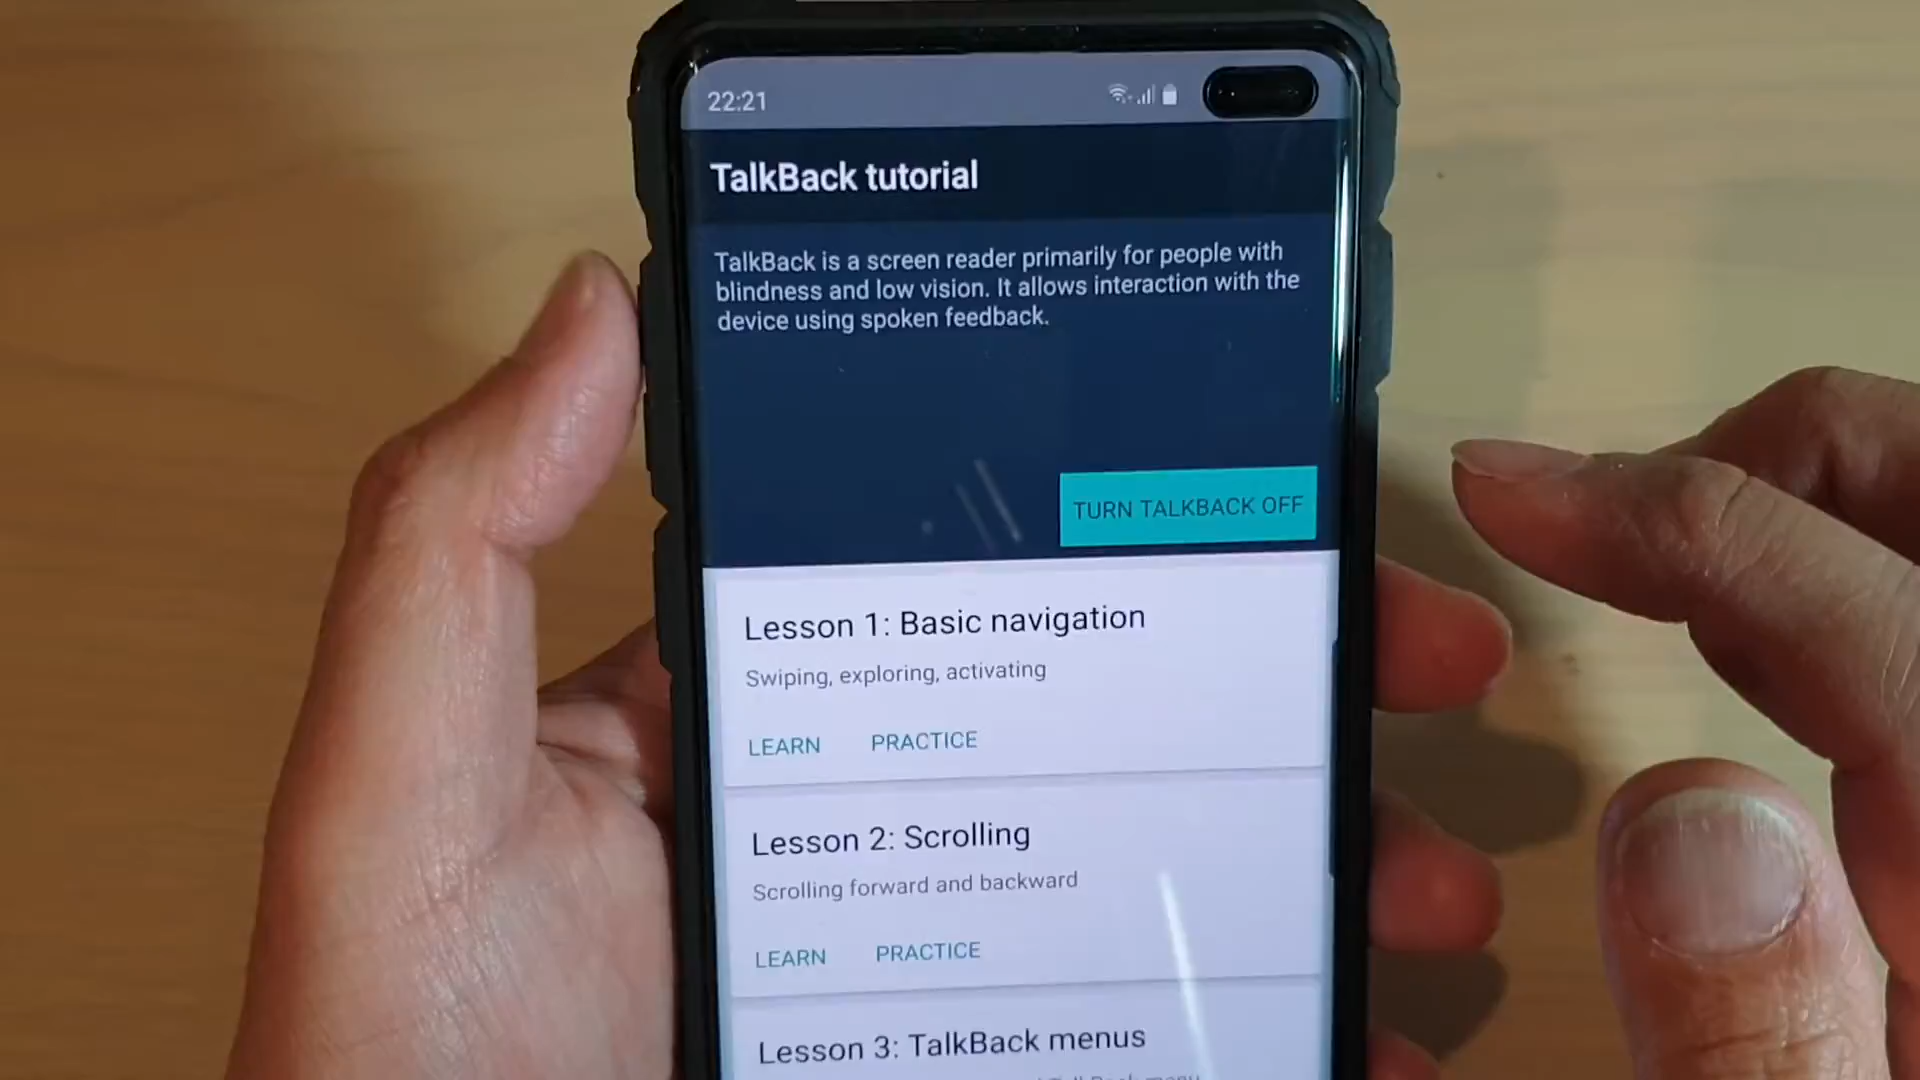 22:21
TalkBack tutorial
TalkBack is a screen reader primarily for people with
blindness and low vision. It allows interaction with the
device using spoken feedback.
TURN TALKBACK OFF
Lesson 1: Basic navigation
Swiping, exploring, activating
LEARN PRACTICE
Lesson 2: Scrolling
Scrolling forward and backward
LEARN PRACTICE
Lesson 3: TalkBack menus